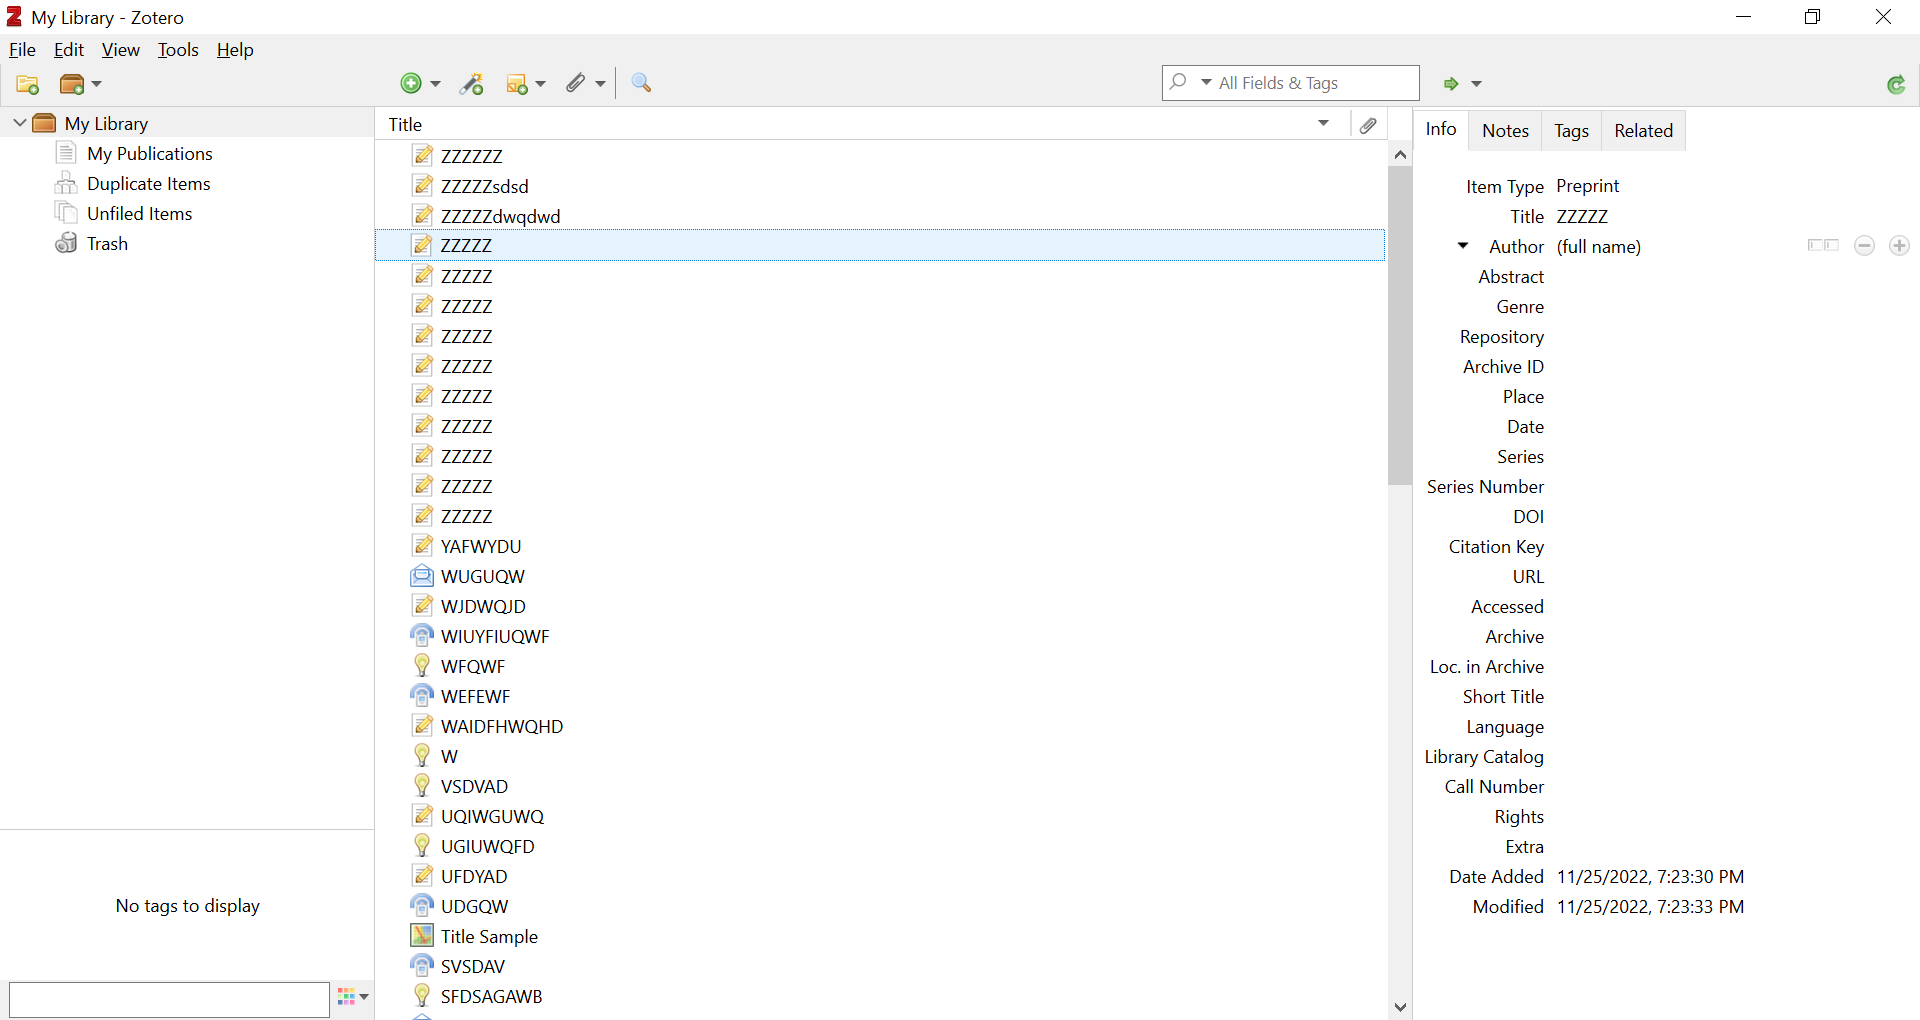 My Library - Zotero
File Edit View Tools Help
All Fields & Tags
My Library
My Publications
Duplicate Items
Unfiled Items
Trash
No tags to display
Title
ZZZZZZ
ZZZZZsdsd
ZZZZZdwqdwd
ZZZZZ
ZZZZZ
ZZZZZ
ZZZZZ
ZZZZZ
ZZZZZ
ZZZZZ
ZZZZZ
ZZZZZ
ZZZZZ
YAFWYDU
WUGUQW
WJDWQJD
WIUYFIUQWF
WFQWF
WEFEWF
WAIDFHWQHD
W
VSDVAD
UQIWGUWQ
UGIUWQFD
UFDYAD
UDGQW
Title Sample
SVSDAV
SFDSAGAWB
Info Notes Tags Related
Item Type Preprint
Title ZZZZZ
Author (full name)
Abstract
Genre
Repository
Archive ID
Place
Date
Series
Series Number
DOI
Citation Key
URL
Accessed
Archive
Loc. in Archive
Short Title
Language
Library Catalog
Call Number
Rights
Extra
Date Added 11/25/2022, 7:23:30 PM
Modified 11/25/2022, 7:23:33 PM